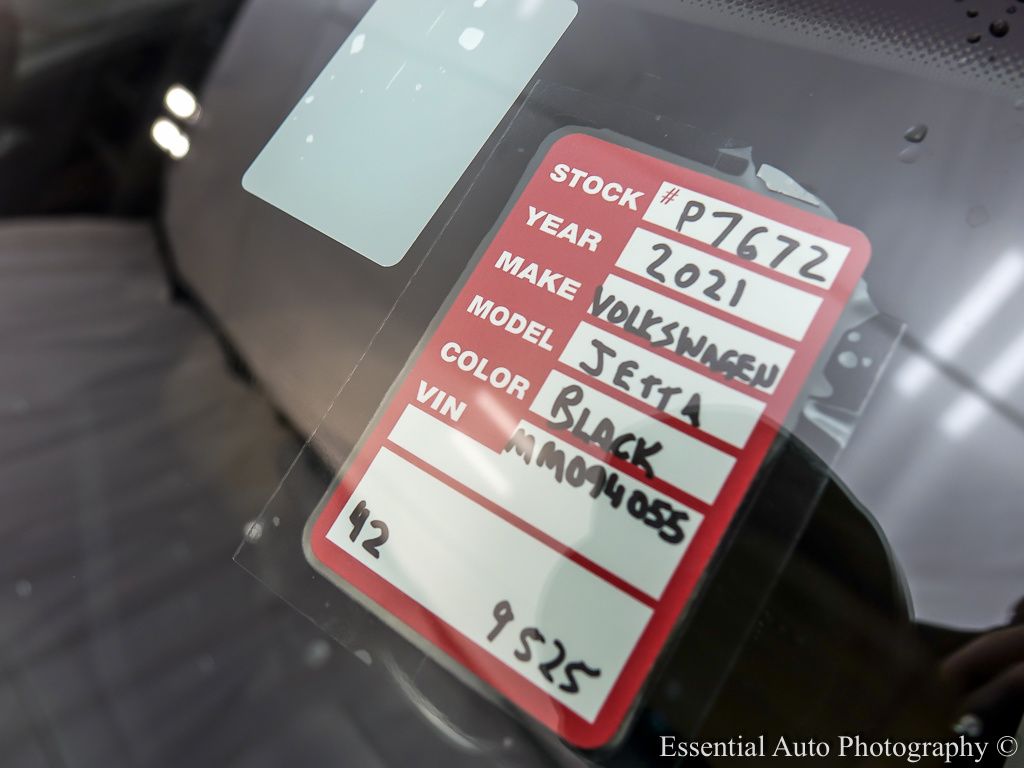 STOCK # P7672
YEAR 2021
MAKE VOLKSWAGEN
MODEL JETTA
COLOR BLACK
VIN MM094055
42
9525
Essential Auto Photography ©